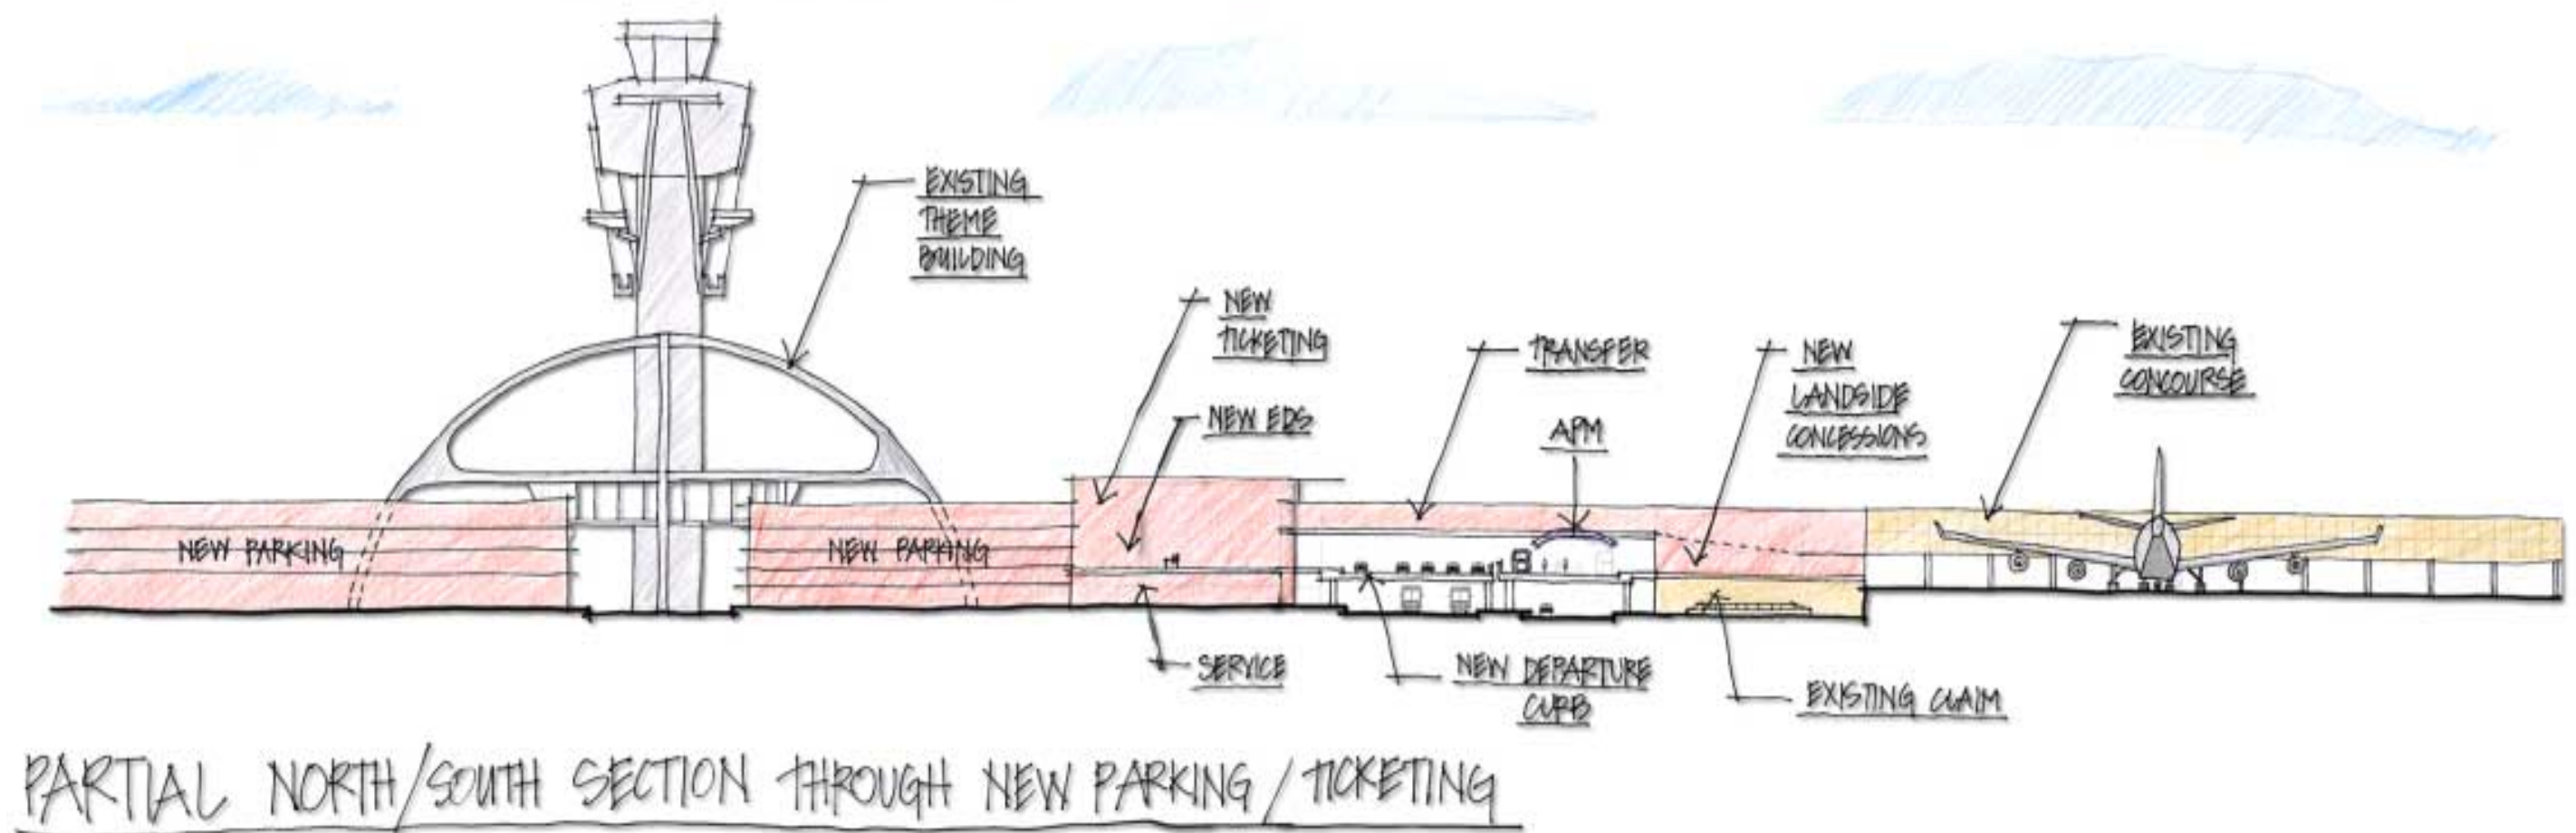 EXISTING
THEME
BUILDING
NEW
TICKETING
NEW EDS
TRANSFER
APM
NEW
LANDSIDE
CONCESSIONS
EXISTING
CONCOURSE
NEW PARKING
NEW PARKING
SERVICE
NEW DEPARTURE
CURB
EXISTING CLAIM
PARTIAL NORTH/SOUTH SECTION THROUGH NEW PARKING/TICKETING